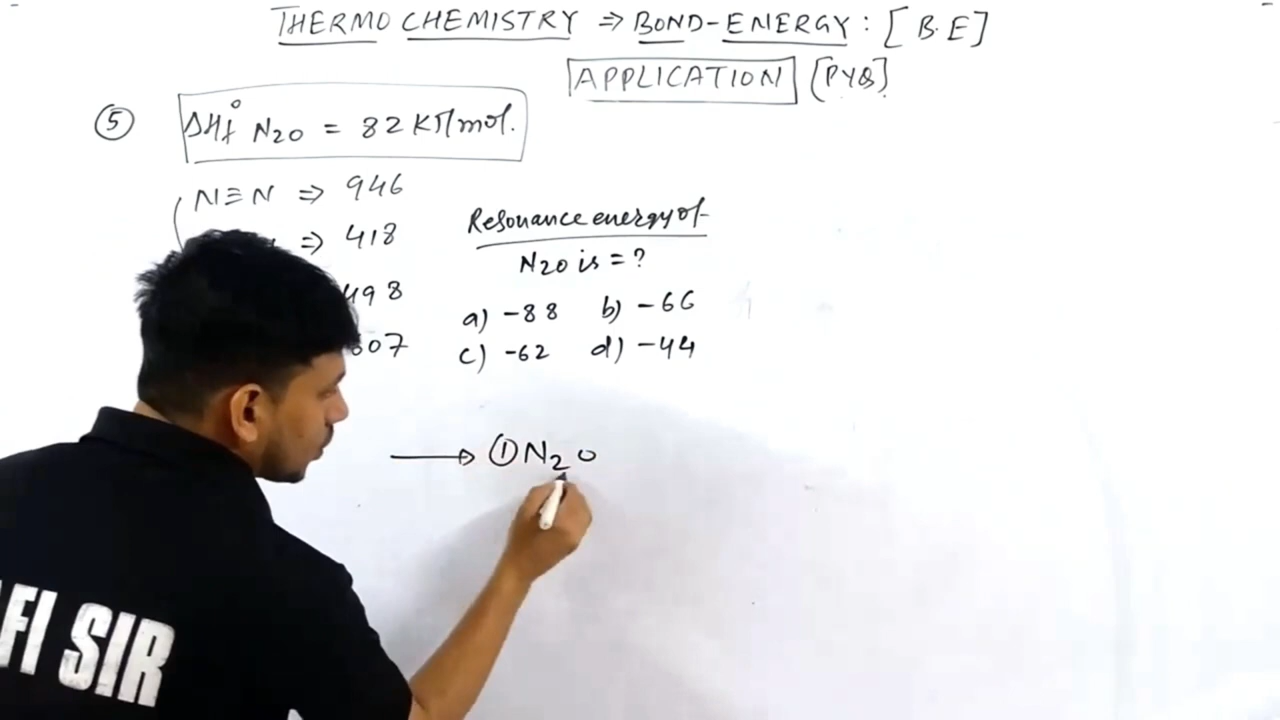 THERMO CHEMISTRY ⇒ BOND-ENERGY: [B.E]
APPLICATION [PYQ]
⑤ ΔH°f N2O = 82 KJ/mol.
N≡N ⇒ 946
⇒ 418
498
607
Resonance energy of
N2O is = ?
a) -88 b) -66
c) -62 d) -44
→ ① N2O
FI SIR